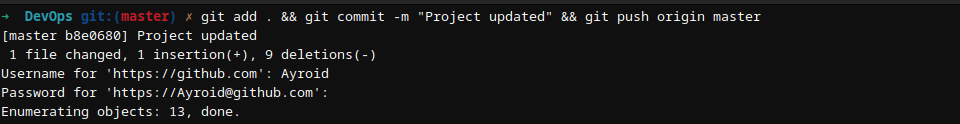 ➜ DevOps git:(master) ✗ git add . && git commit -m "Project updated" && git push origin master
[master b8e0680] Project updated
 1 file changed, 1 insertion(+), 9 deletions(-)
Username for 'https://github.com': Ayroid
Password for 'https://Ayroid@github.com':
Enumerating objects: 13, done.